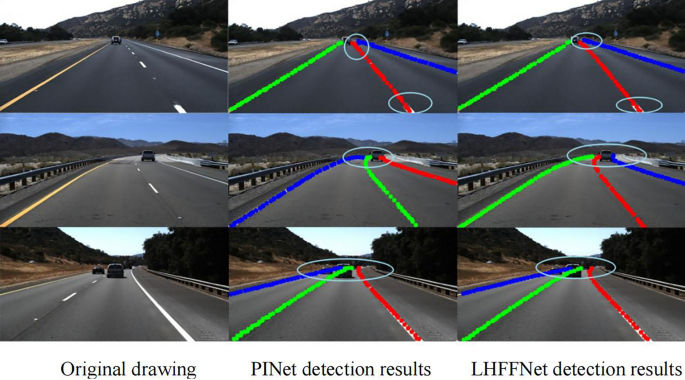 Original drawing
PINet detection results
LHFFNet detection results